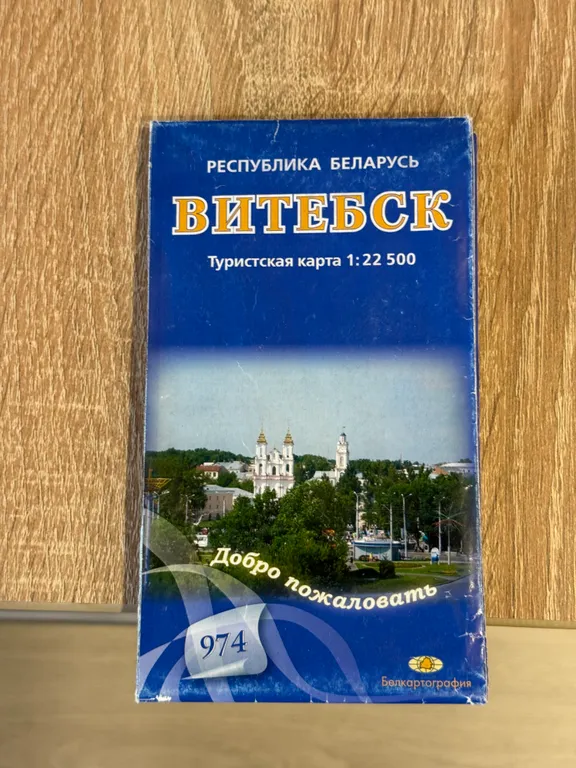 РЕСПУБЛИКА БЕЛАРУСЬ
ВИТЕБСК
Туристская карта 1:22 500
Добро пожаловать
974
Белкартография